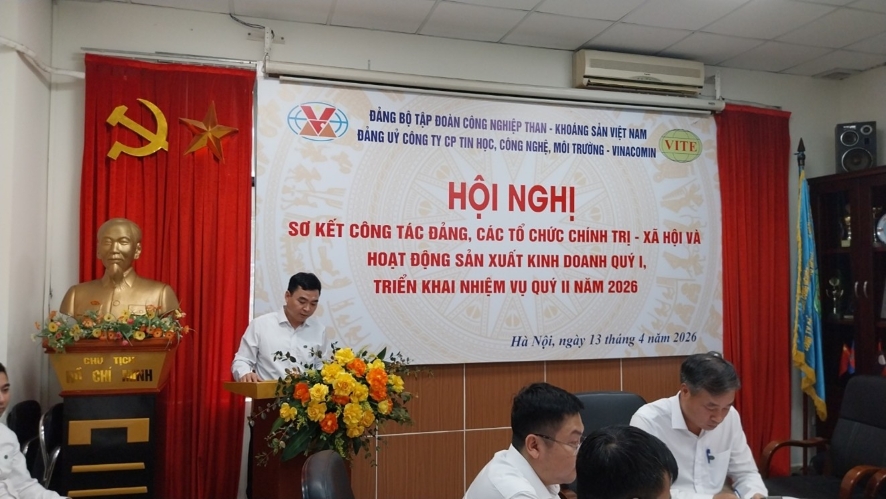 ĐẢNG BỘ TẬP ĐOÀN CÔNG NGHIỆP THAN - KHOÁNG SẢN VIỆT NAM
ĐẢNG UỶ CÔNG TY CP TIN HỌC, CÔNG NGHỆ, MÔI TRƯỜNG - VINACOMIN
VITE
HỘI NGHỊ
SƠ KẾT CÔNG TÁC ĐẢNG, CÁC TỔ CHỨC CHÍNH TRỊ - XÃ HỘI VÀ
HOẠT ĐỘNG SẢN XUẤT KINH DOANH QUÝ I,
TRIỂN KHAI NHIỆM VỤ QUÝ II NĂM 2026
Hà Nội, ngày 13 tháng 4 năm 2026
CHỦ TỊCH
HỒ CHÍ MINH